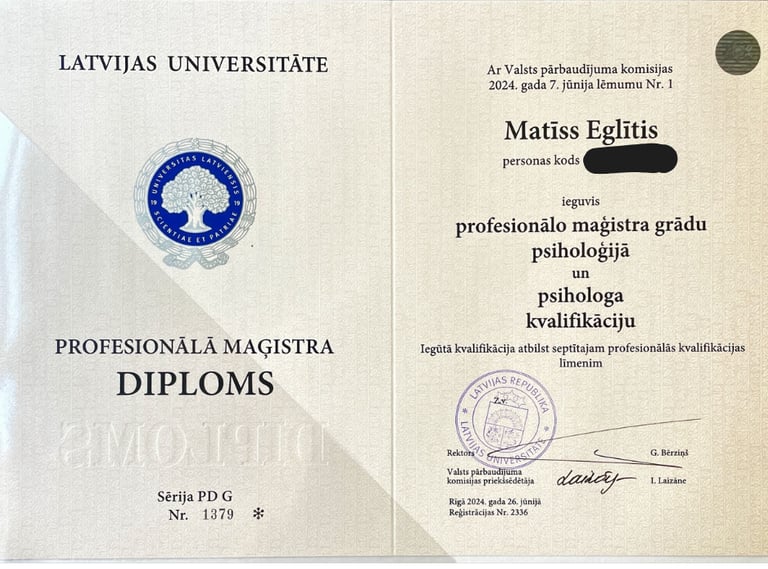 LATVIJAS UNIVERSITĀTE
UNIVERSITAS LATVIENSIS
19 19
SCIENTIAE ET PATRIAE
PROFESIONĀLĀ MAĢISTRA
DIPLOMS
DIPLOMS
Sērija PD G
Nr. 1379 *
Ar Valsts pārbaudījuma komisijas
2024. gada 7. jūnija lēmumu Nr. 1
Matīss Eglītis
personas kods
ieguvis
profesionālo maģistra grādu
psiholoģijā
un
psihologa
kvalifikāciju
Iegūtā kvalifikācija atbilst septītajam profesionālās kvalifikācijas
līmenim
LATVIJAS REPUBLIKA
Z.v.
LATVIJAS UNIVERSITĀTE
Rektors G. Bērziņš
Valsts pārbaudījuma
komisijas priekšsēdētāja I. Laizāne
Rīgā 2024. gada 26. jūnijā
Reģistrācijas Nr. 2336